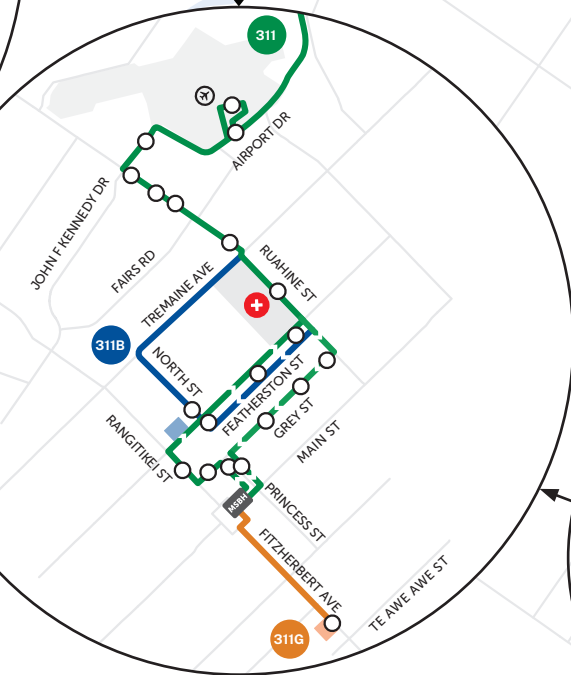 311
AIRPORT DR
JOHN F KENNEDY DR
FAIRS RD
RUAHINE ST
TREMAINE AVE
311B
NORTH ST
FEATHERSTON ST
GREY ST
RANGITIKEI ST
MAIN ST
MSBH
PRINCESS ST
FITZHERBERT AVE
TE AWE AWE ST
311G